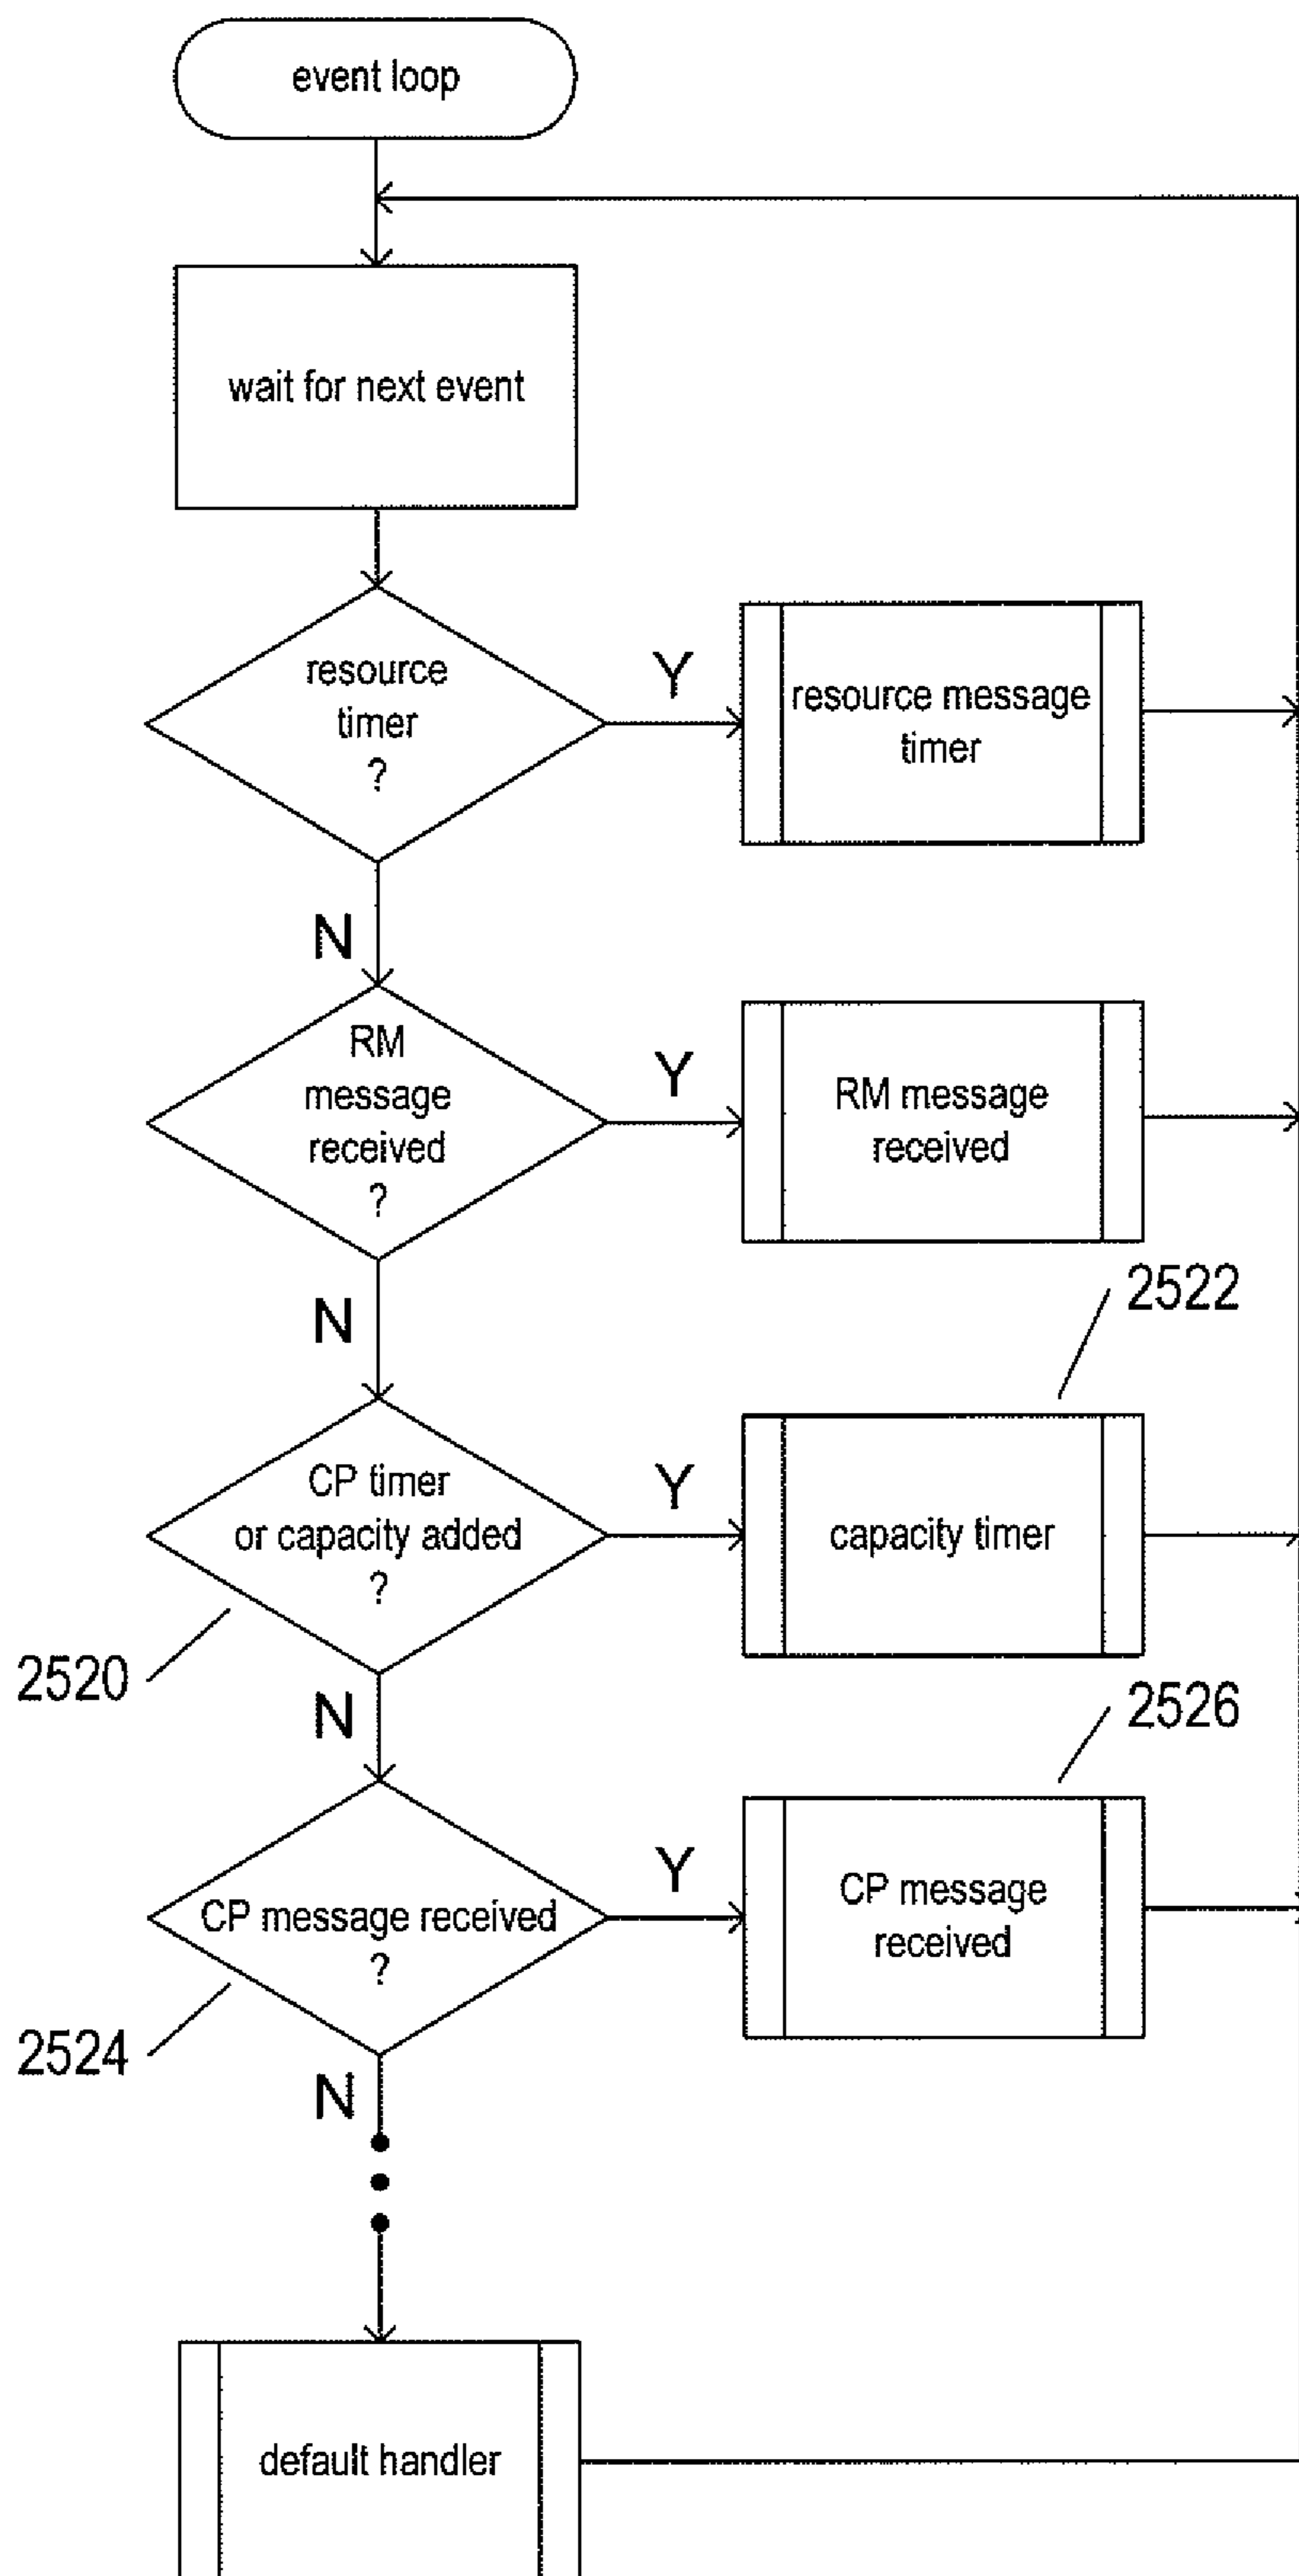 event loop
wait for next event
resource
timer
?
Y
resource message
timer
N
RM
message
received
?
Y
RM message
received
N
2522
CP timer
or capacity added
?
Y
capacity timer
2520
N
2526
CP message received
?
Y
CP message
received
2524
N
default handler